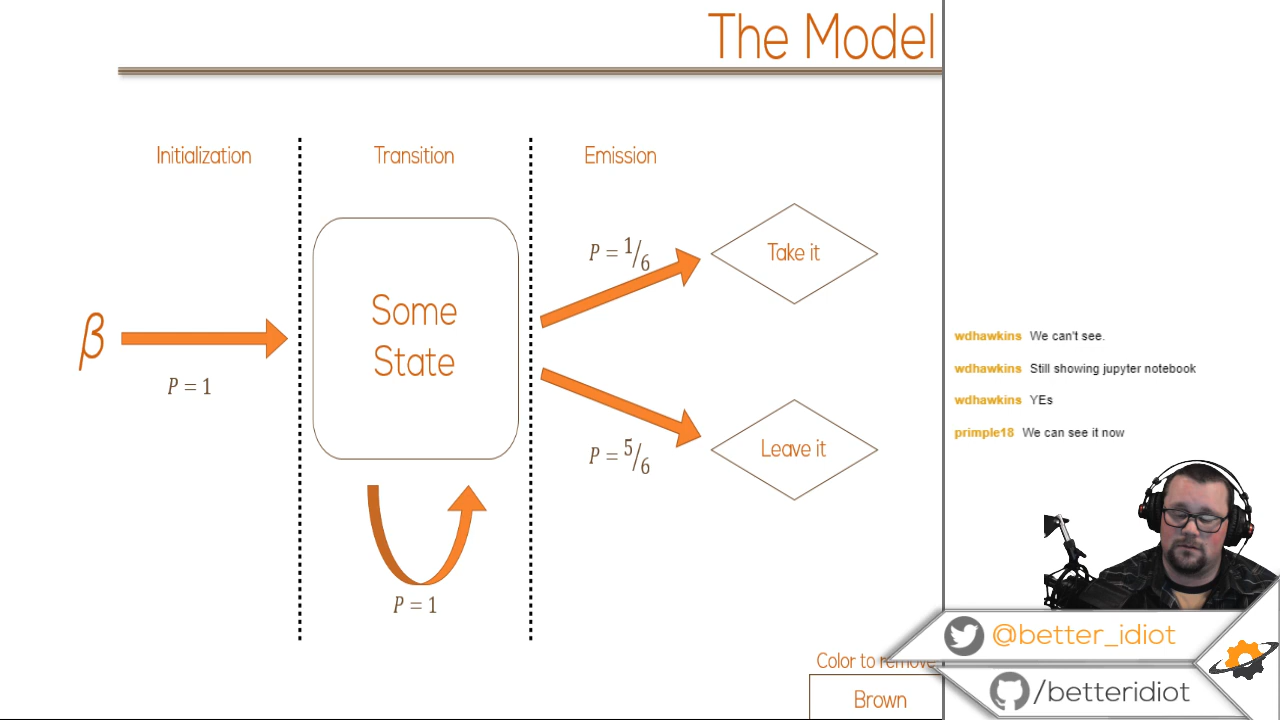 The Model
Initialization
Transition
Emission
P = 1/6
Take it
Some
State
β
P = 1
P = 5/6
Leave it
P = 1
Color to remove
Brown
wdhawkins We can't see.
wdhawkins Still showing jupyter notebook
wdhawkins YEs
primple18 We can see it now
@better_idiot
/betteridiot